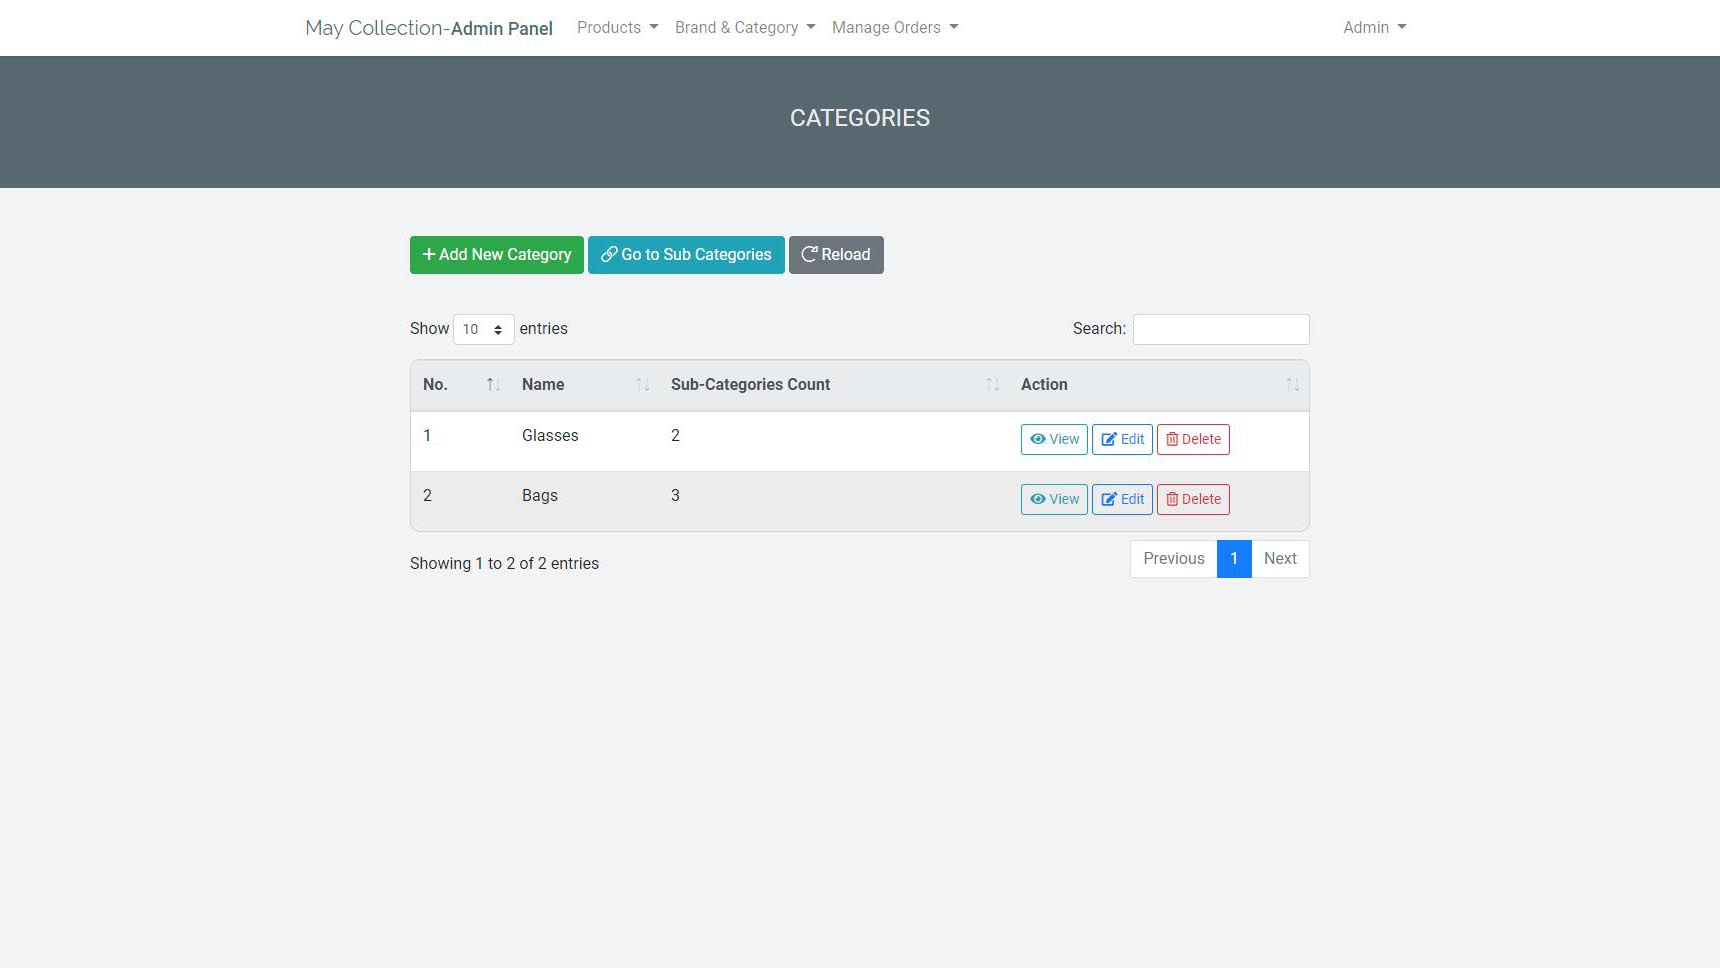 May Collection-Admin Panel Products Brand & Category Manage Orders Admin
CATEGORIES
Add New Category Go to Sub Categories Reload
Show 10 entries Search:
No. Name Sub-Categories Count Action
1 Glasses 2 View Edit Delete
2 Bags 3 View Edit Delete
Showing 1 to 2 of 2 entries Previous 1 Next